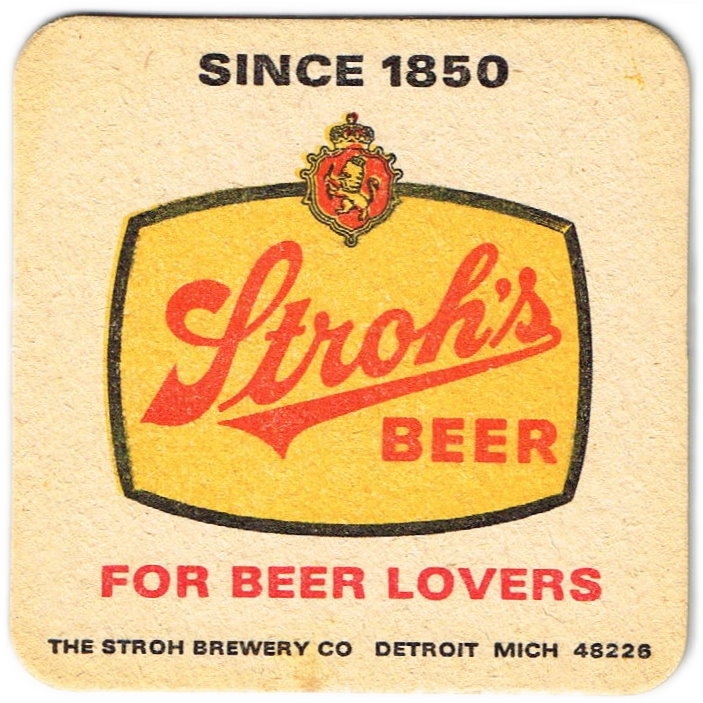 SINCE 1850
Stroh's
BEER
FOR BEER LOVERS
THE STROH BREWERY CO DETROIT MICH 48226